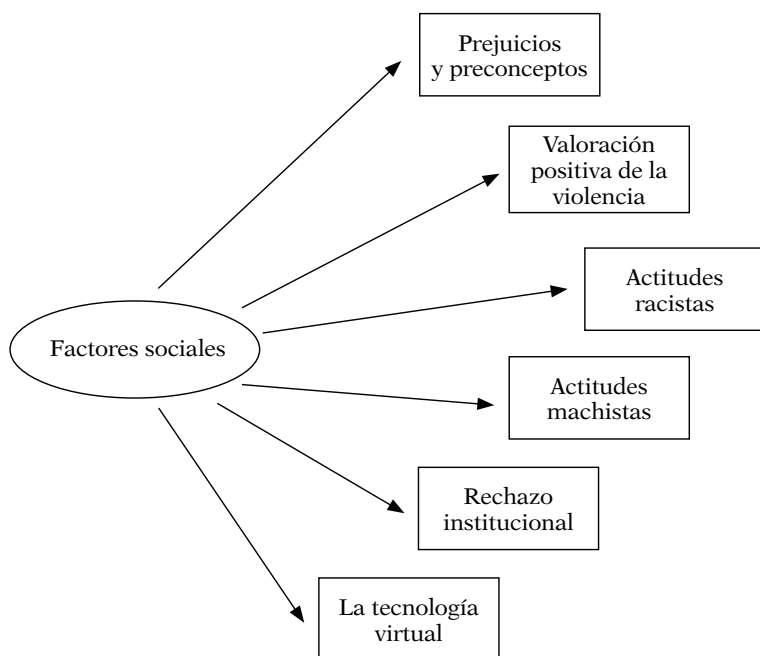 Prejuicios
y preconceptos
Valoración
positiva de la
violencia
Actitudes
racistas
Factores sociales
Actitudes
machistas
Rechazo
institucional
La tecnología
virtual